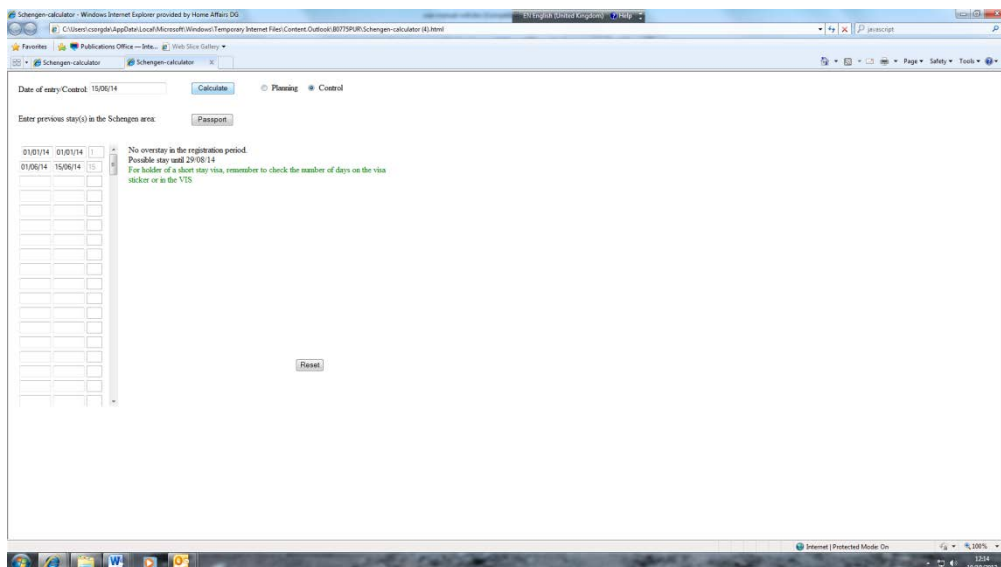 Schengen-calculator - Windows Internet Explorer provided by Home Affairs DG
EN English (United Kingdom) Help
C:\Users\csorgda\AppData\Local\Microsoft\Windows\Temporary Internet Files\Content.Outlook\B0775PUR\Schengen-calculator (4).html
javascript
Favorites Publications Office — Inte... Web Slice Gallery
Schengen-calculator Schengen-calculator Page Safety Tools
Date of entry/Control: 15/06/14 Calculate Planning Control
Enter previous stay(s) in the Schengen area: Passport
01/01/14 01/01/14 1
01/06/14 15/06/14 15
No overstay in the registration period.
Possible stay until 29/08/14
For holder of a short stay visa, remember to check the number of days on the visa
sticker or in the VIS
Reset
Internet | Protected Mode: On 100%
12:14